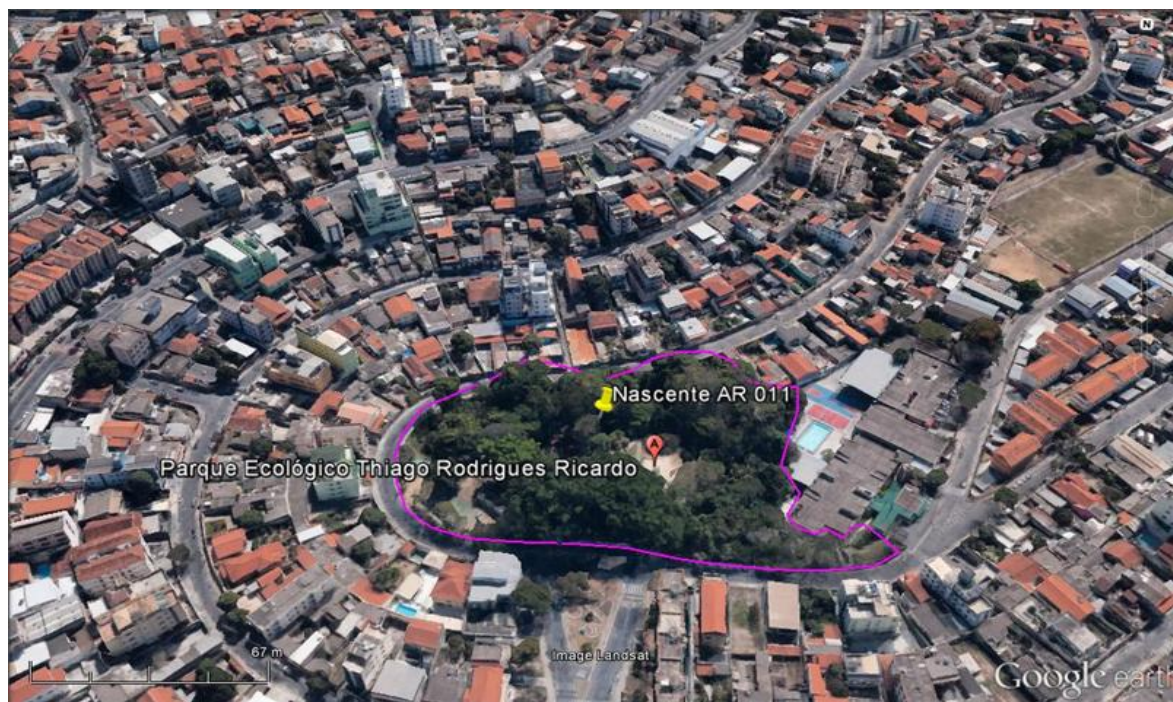 N
Nascente AR 011
A
Parque Ecológico Thiago Rodrigues Ricardo
67 m
Image Landsat
Google earth